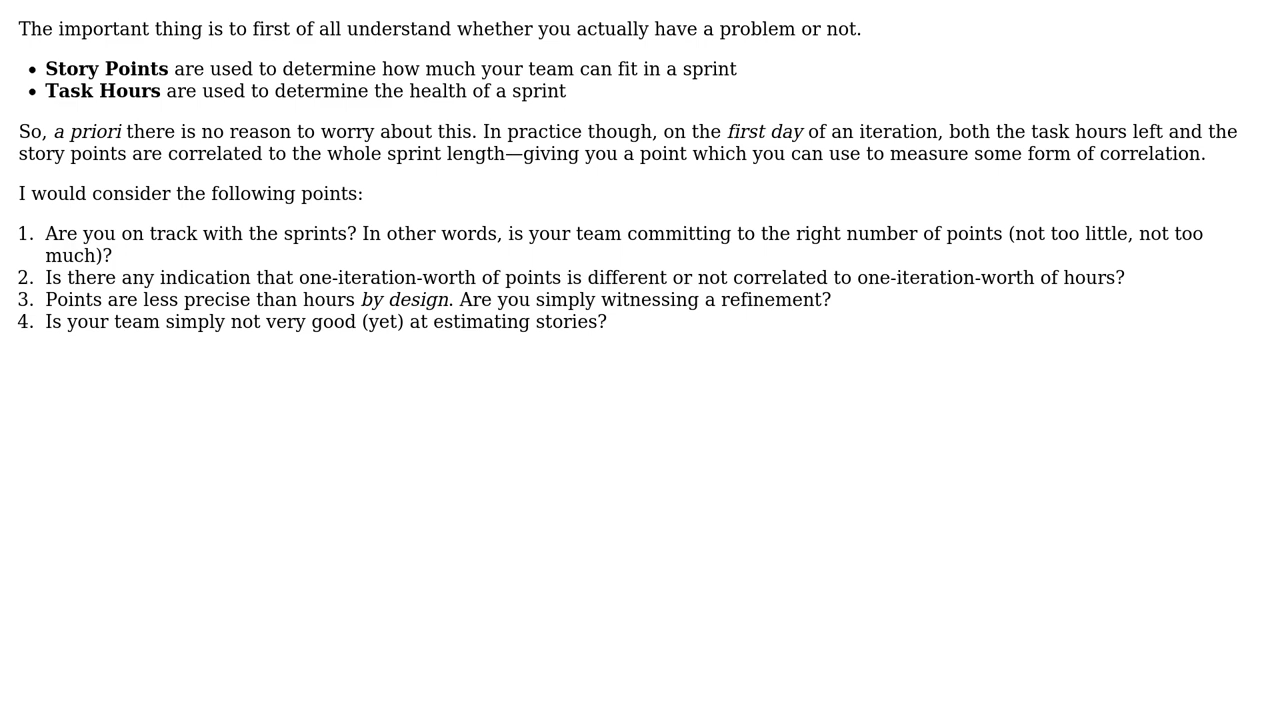 The important thing is to first of all understand whether you actually have a problem or not.
• Story Points are used to determine how much your team can fit in a sprint
• Task Hours are used to determine the health of a sprint
So, a priori there is no reason to worry about this. In practice though, on the first day of an iteration, both the task hours left and the
story points are correlated to the whole sprint length—giving you a point which you can use to measure some form of correlation.
I would consider the following points:
1. Are you on track with the sprints? In other words, is your team committing to the right number of points (not too little, not too
much)?
2. Is there any indication that one-iteration-worth of points is different or not correlated to one-iteration-worth of hours?
3. Points are less precise than hours by design. Are you simply witnessing a refinement?
4. Is your team simply not very good (yet) at estimating stories?